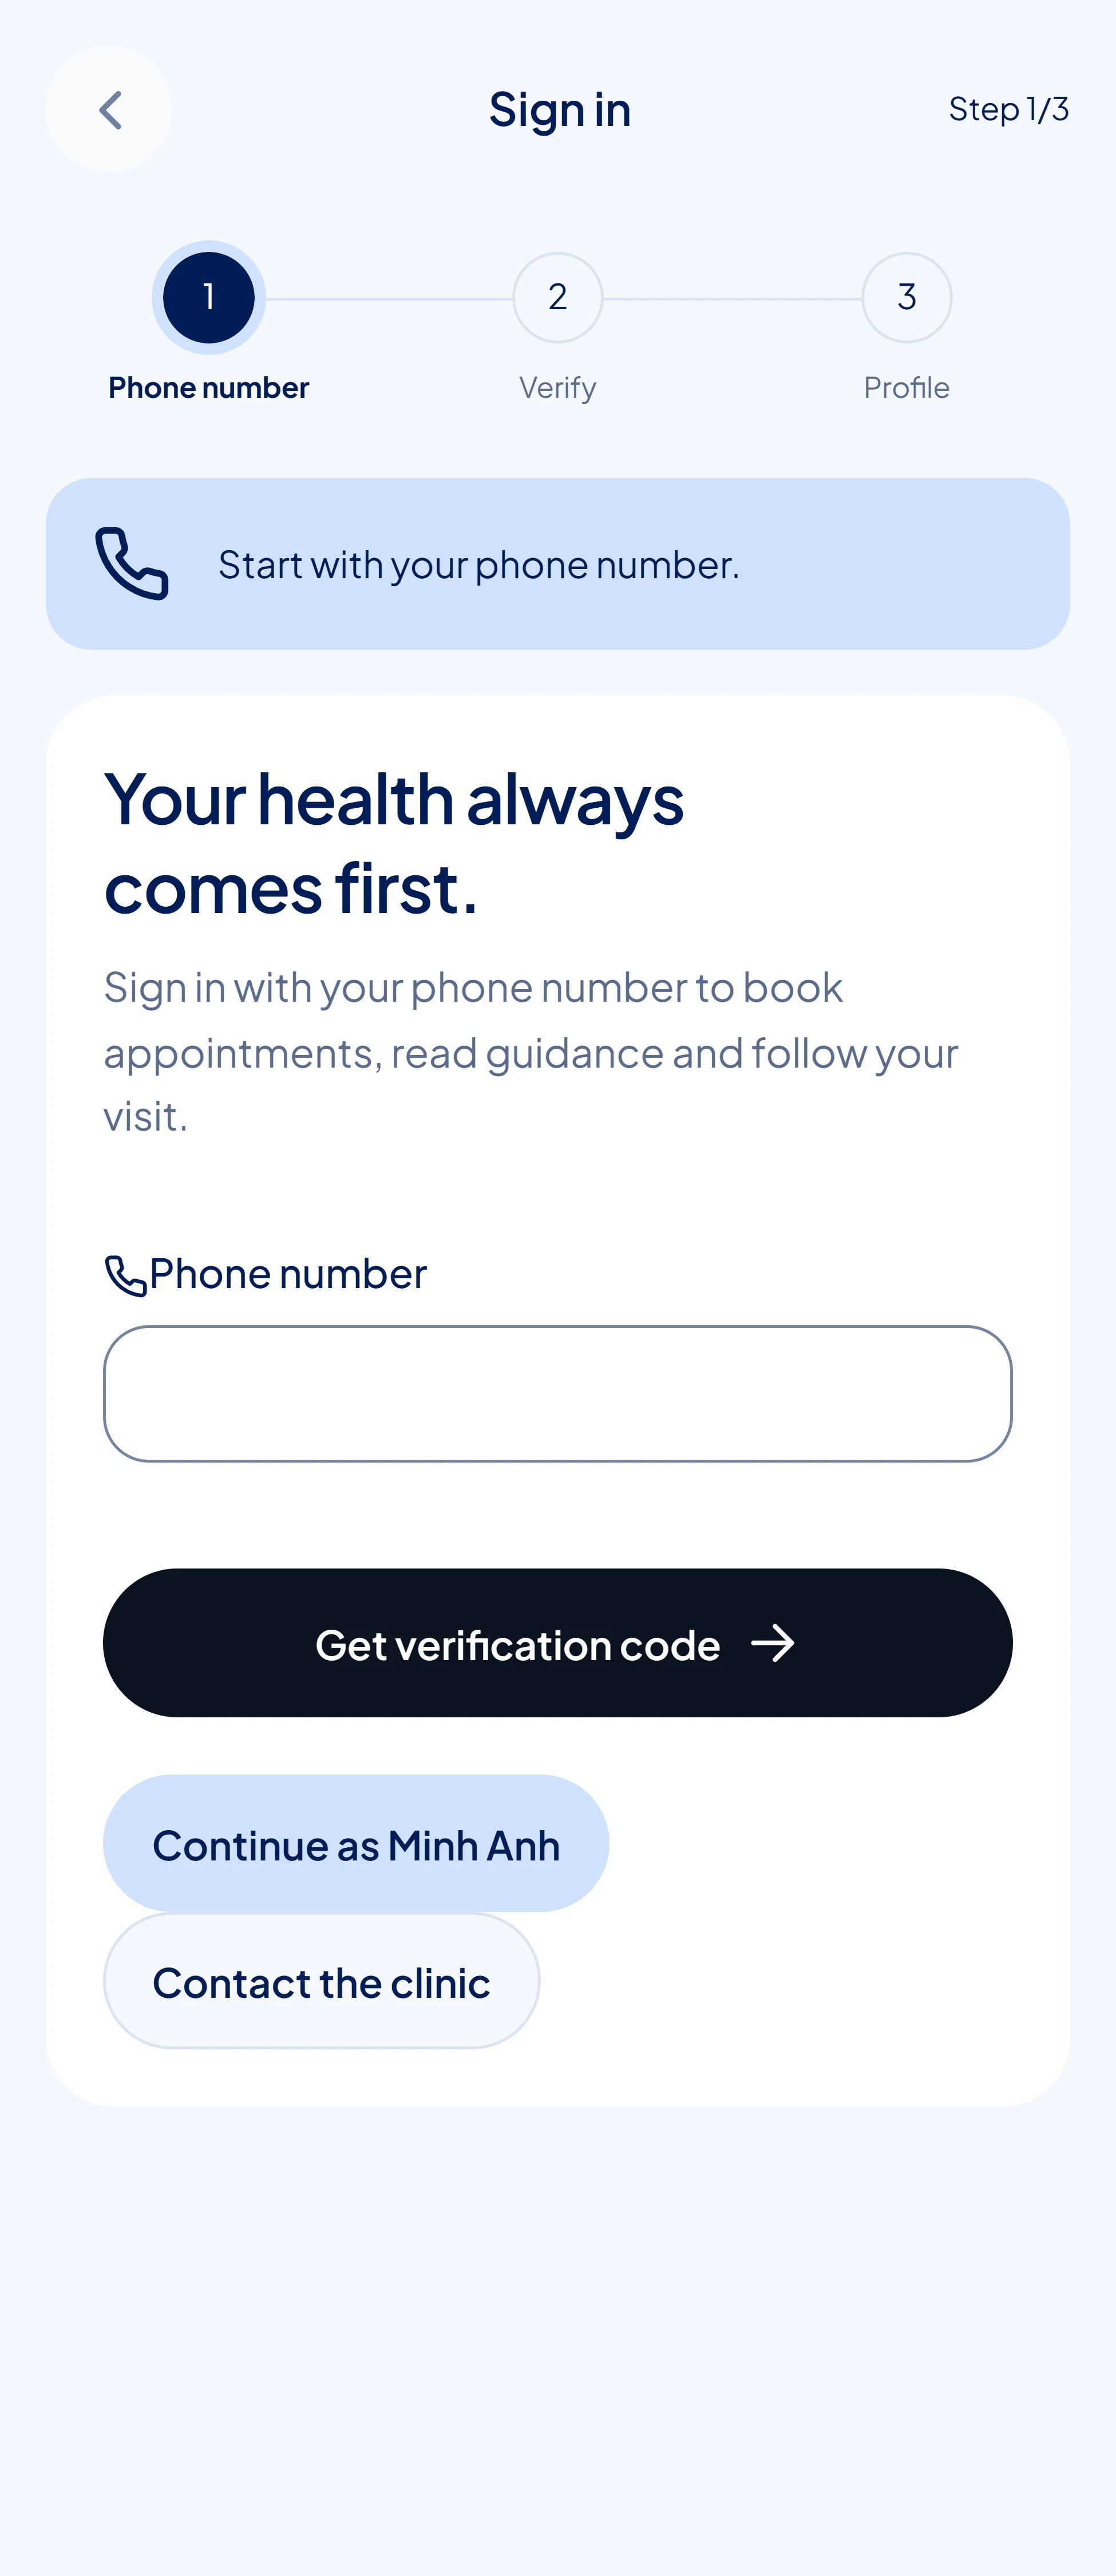 Sign in
Step 1/3
1
2
3
Phone number
Verify
Profile
Start with your phone number.
Your health always
comes first.
Sign in with your phone number to book
appointments, read guidance and follow your
visit.
Phone number
Get verification code
Continue as Minh Anh
Contact the clinic